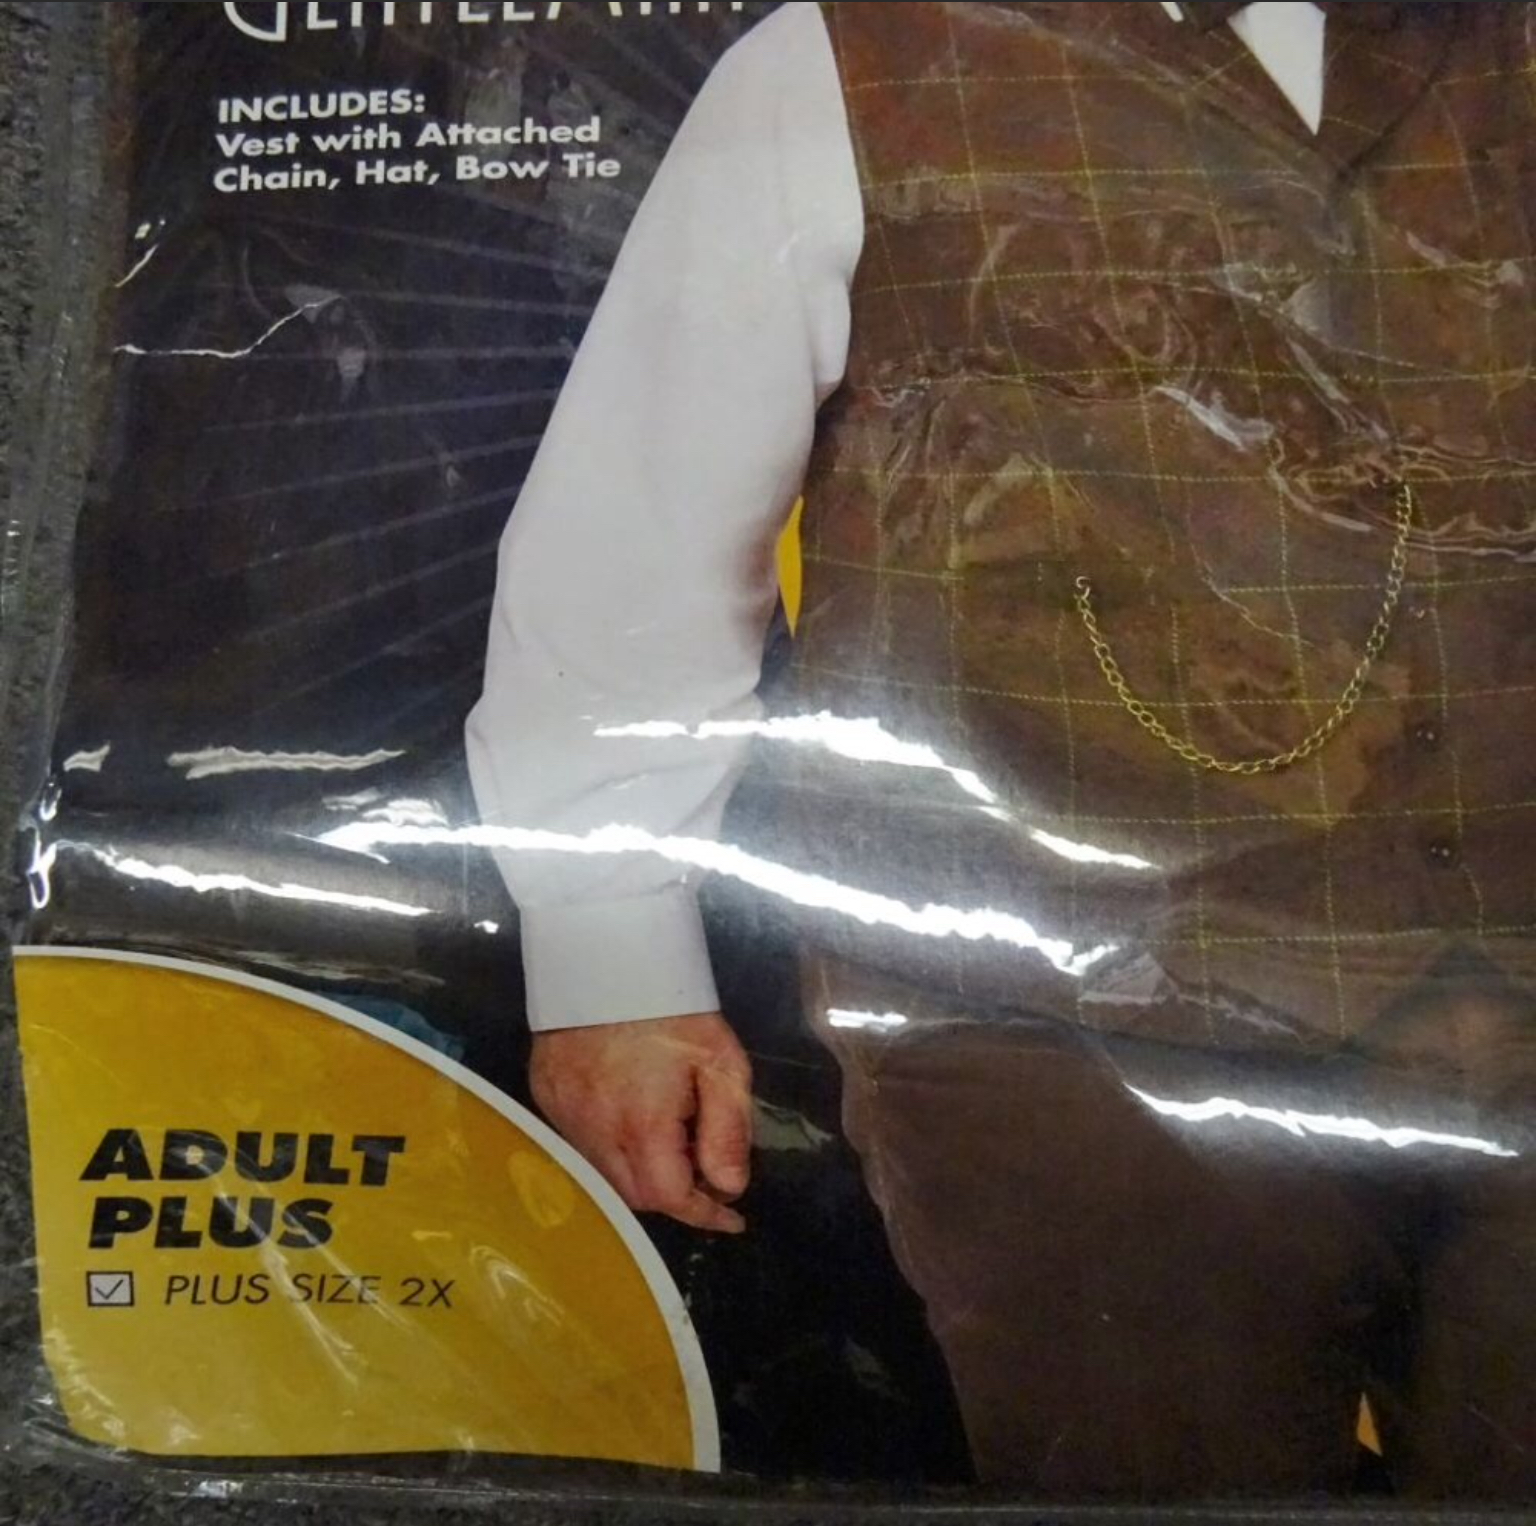 INCLUDES:
Vest with Attached
Chain, Hat, Bow Tie
ADULT
PLUS
PLUS SIZE 2X